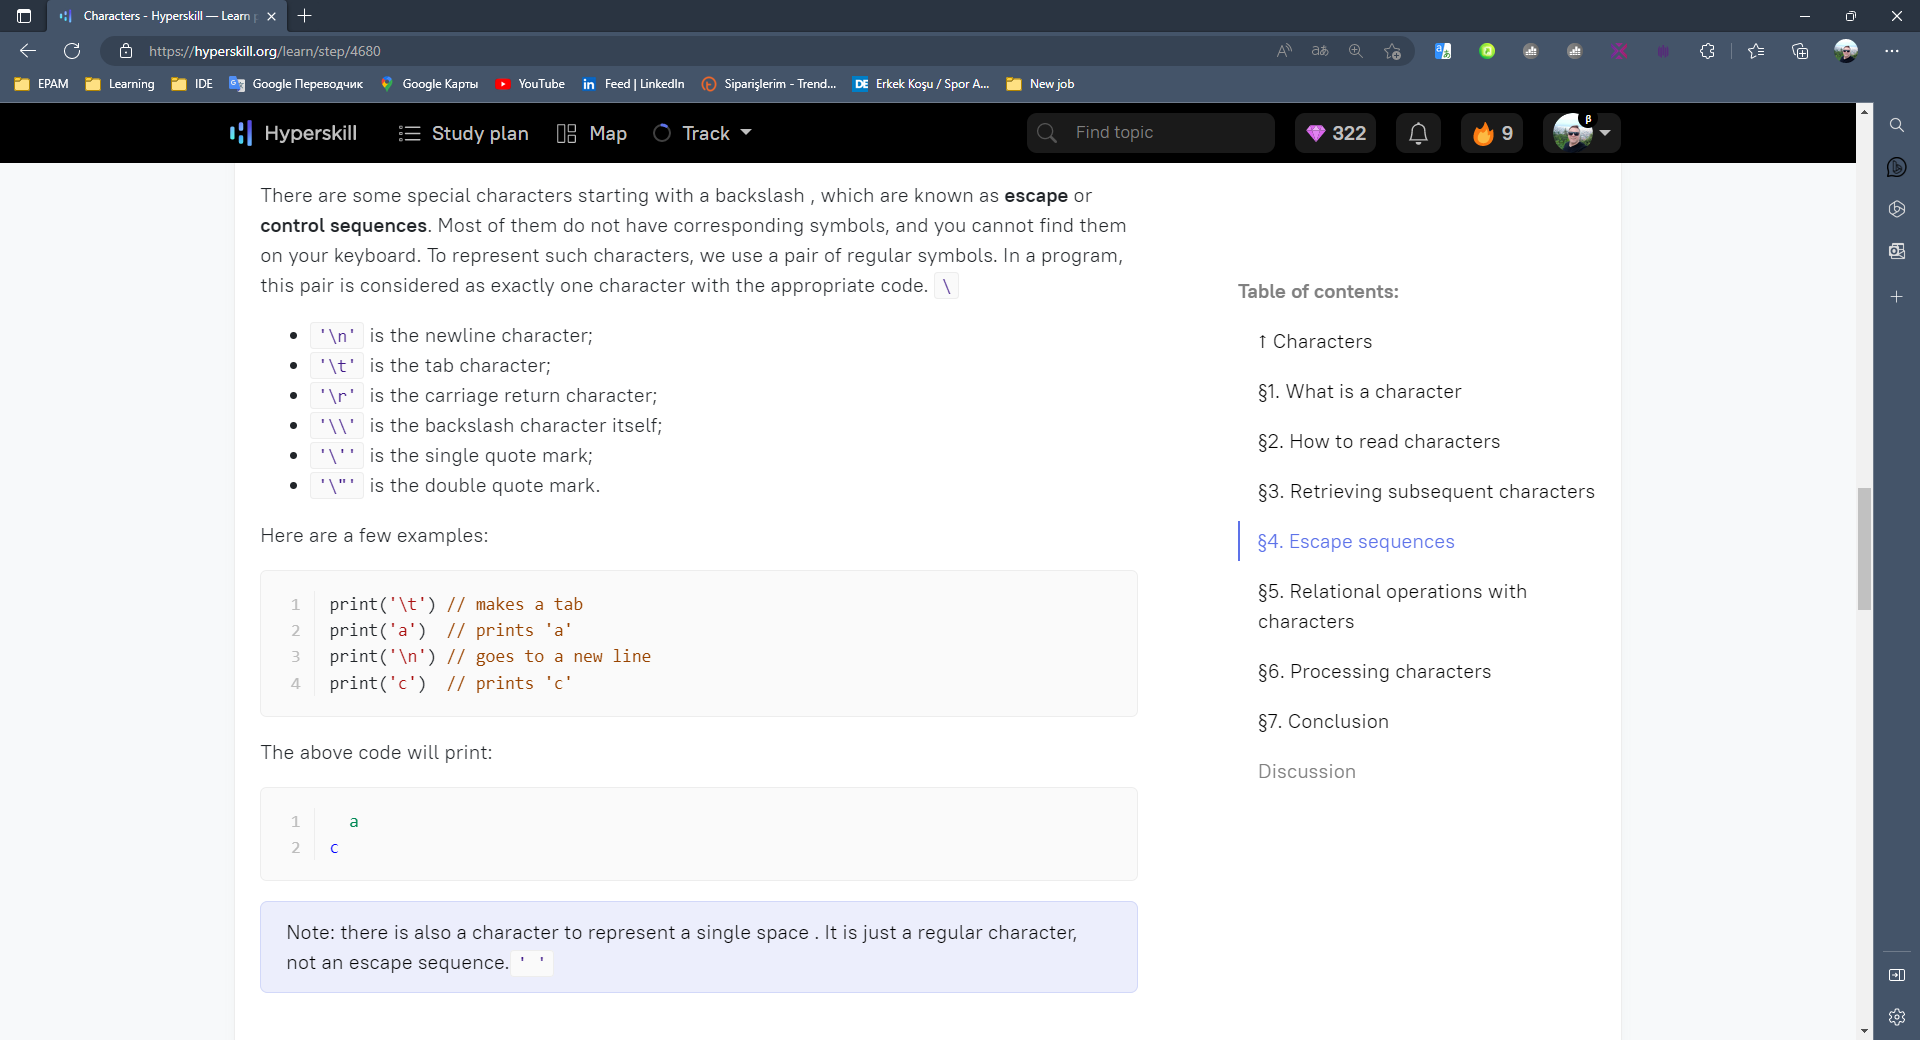 Characters - Hyperskill — Learn p
https://hyperskill.org/learn/step/4680
EPAM Learning IDE Google Переводчик Google Карты YouTube Feed | LinkedIn Siparişlerim - Trend... Erkek Koşu / Spor A... New job
Hyperskill Study plan Map Track Find topic 322 9 β
There are some special characters starting with a backslash , which are known as escape or
control sequences. Most of them do not have corresponding symbols, and you cannot find them
on your keyboard. To represent such characters, we use a pair of regular symbols. In a program,
this pair is considered as exactly one character with the appropriate code. \
'\n' is the newline character;
'\t' is the tab character;
'\r' is the carriage return character;
'\\' is the backslash character itself;
'\'' is the single quote mark;
'\"' is the double quote mark.
Here are a few examples:
1 print('\t') // makes a tab
2 print('a')  // prints 'a'
3 print('\n') // goes to a new line
4 print('c')  // prints 'c'
The above code will print:
1   a
2 c
Note: there is also a character to represent a single space . It is just a regular character,
not an escape sequence. ' '
Table of contents:
↑ Characters
§1. What is a character
§2. How to read characters
§3. Retrieving subsequent characters
§4. Escape sequences
§5. Relational operations with
characters
§6. Processing characters
§7. Conclusion
Discussion